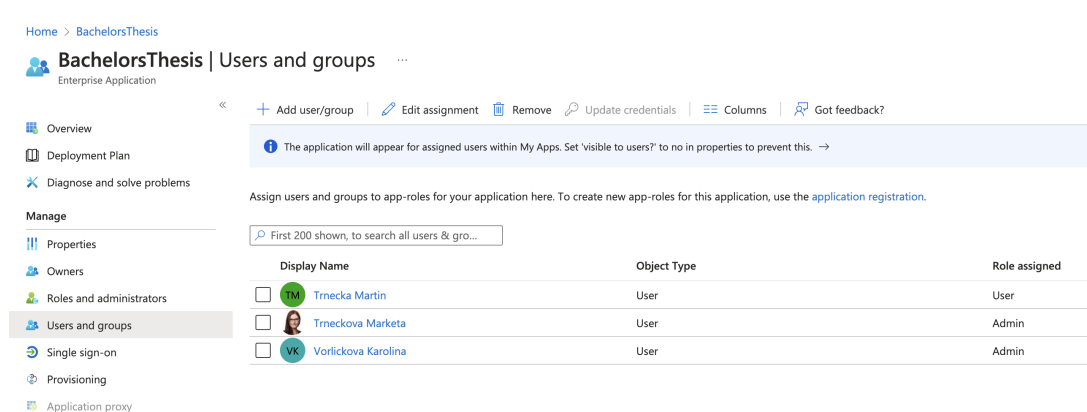 Home > BachelorsThesis
BachelorsThesis | Users and groups ...
Enterprise Application
«
Add user/group
Edit assignment
Remove
Update credentials
Columns
Got feedback?
The application will appear for assigned users within My Apps. Set 'visible to users?' to no in properties to prevent this. →
Overview
Deployment Plan
Diagnose and solve problems
Manage
Properties
Owners
Roles and administrators
Users and groups
Single sign-on
Provisioning
Application proxy
Assign users and groups to app-roles for your application here. To create new app-roles for this application, use the application registration.
First 200 shown, to search all users & gro...
Display Name Object Type Role assigned
TM Trnecka Martin User User
Trneckova Marketa User Admin
VK Vorlickova Karolina User Admin